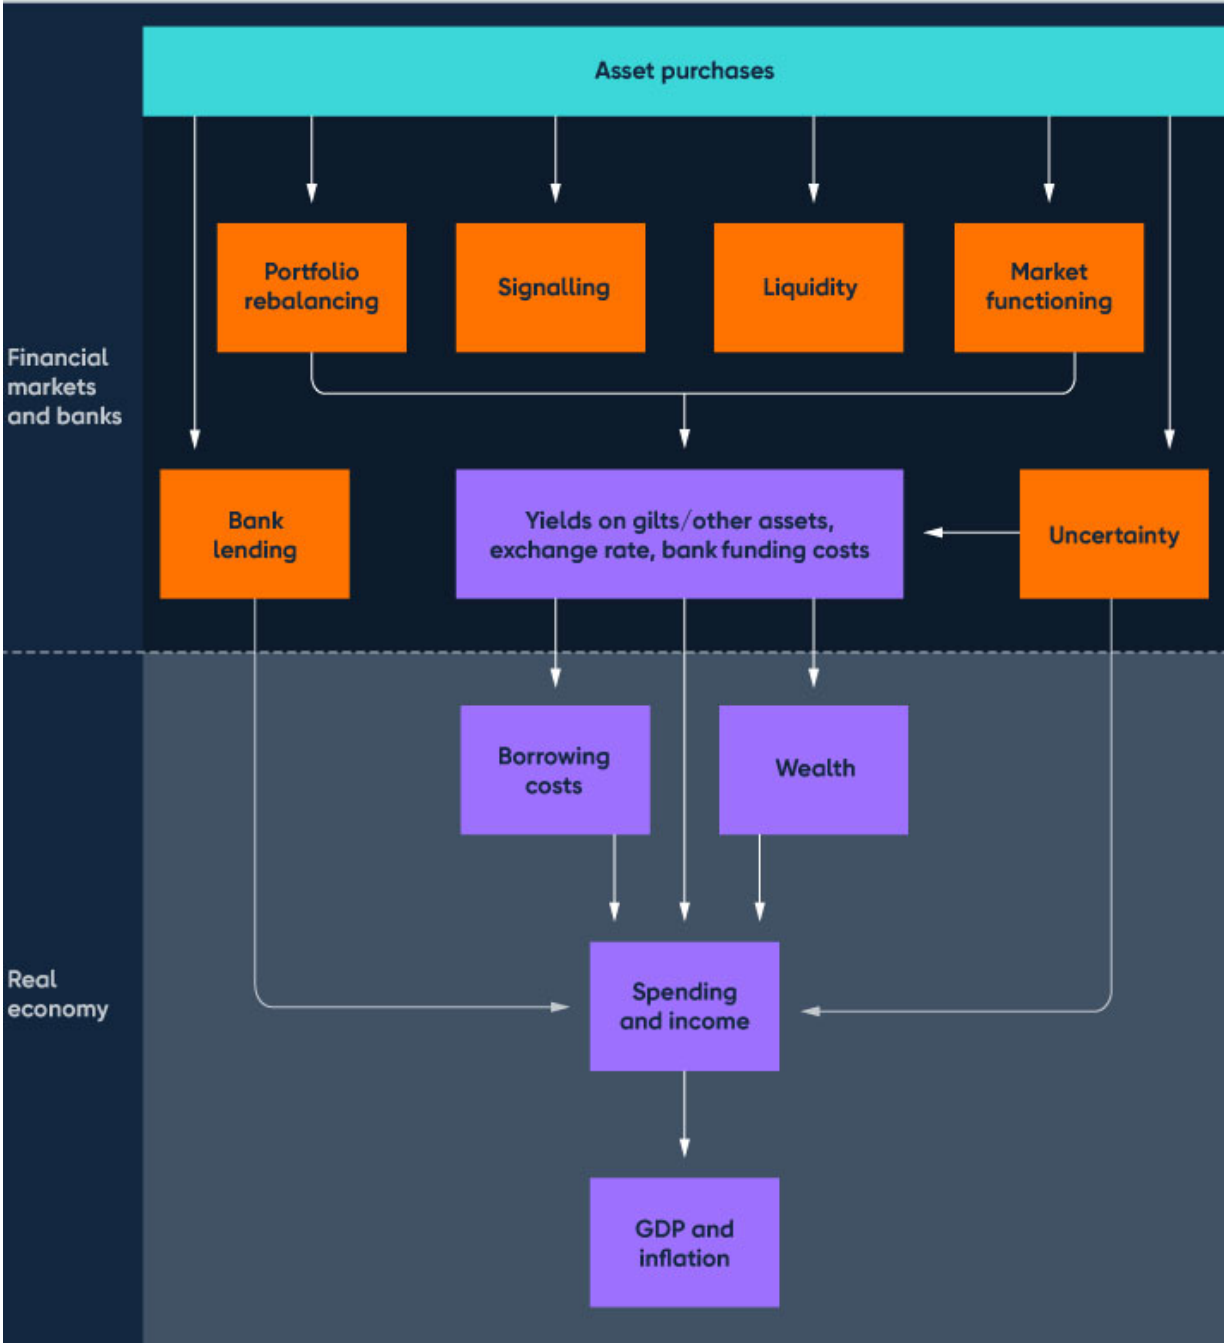 Asset purchases
Portfolio
rebalancing
Signalling
Liquidity
Market
functioning
Financial
markets
and banks
Bank
lending
Yields on gilts/other assets,
exchange rate, bank funding costs
Uncertainty
Borrowing
costs
Wealth
Real
economy
Spending
and income
GDP and
inflation